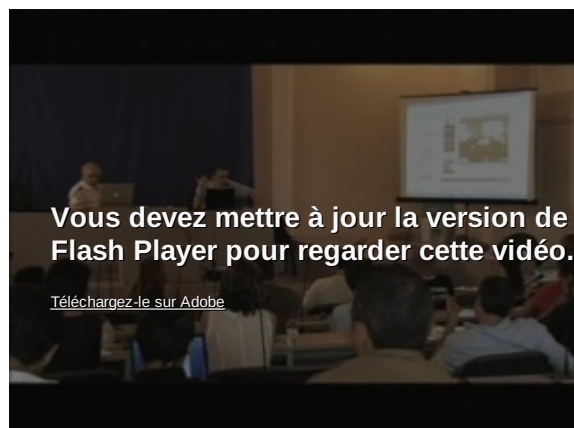 Vous devez mettre à jour la version de
Flash Player pour regarder cette vidéo.
Téléchargez-le sur Adobe